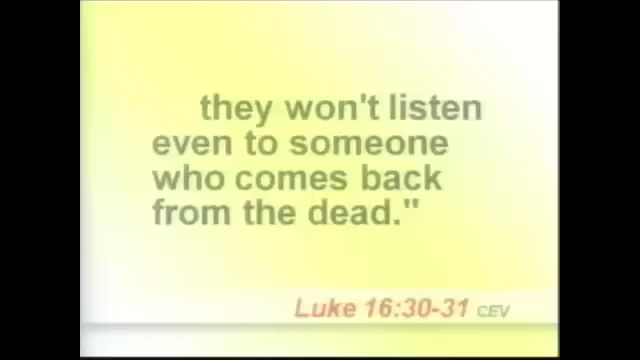 they won't listen
even to someone
who comes back
from the dead."
Luke 16:30-31 CEV